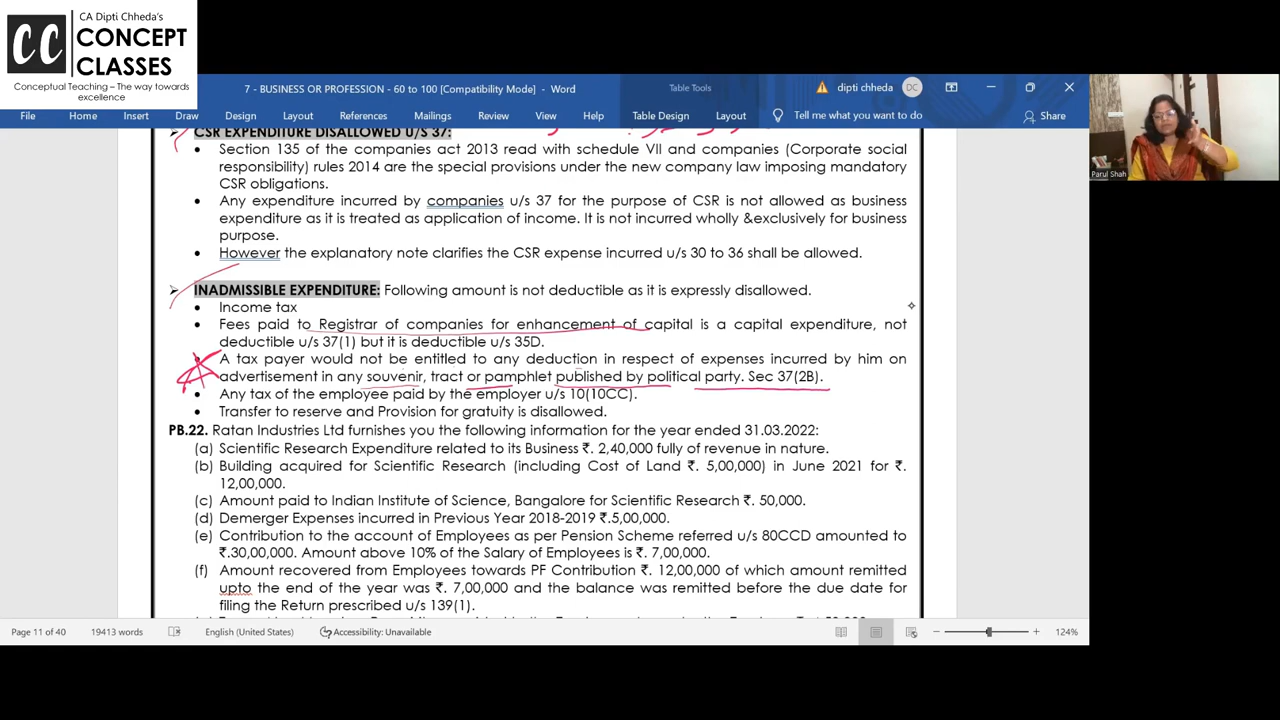 CA Dipti Chheda's
CC CONCEPT
CLASSES
Conceptual Teaching – The way towards
excellence
7 - BUSINESS OR PROFESSION - 60 to 100 [Compatibility Mode] - Word
Table Tools
dipti chheda
DC
File Home Insert Draw Design Layout References Mailings Review View Help Table Design Layout Tell me what you want to do Share
CSR EXPENDITURE DISALLOWED U/S 37:
• Section 135 of the companies act 2013 read with schedule VII and companies (Corporate social
responsibility) rules 2014 are the special provisions under the new company law imposing mandatory
CSR obligations.
• Any expenditure incurred by companies u/s 37 for the purpose of CSR is not allowed as business
expenditure as it is treated as application of income. It is not incurred wholly &exclusively for business
purpose.
• However the explanatory note clarifies the CSR expense incurred u/s 30 to 36 shall be allowed.
➢ INADMISSIBLE EXPENDITURE: Following amount is not deductible as it is expressly disallowed.
• Income tax
• Fees paid to Registrar of companies for enhancement of capital is a capital expenditure, not
deductible u/s 37(1) but it is deductible u/s 35D.
• A tax payer would not be entitled to any deduction in respect of expenses incurred by him on
advertisement in any souvenir, tract or pamphlet published by political party. Sec 37(2B).
• Any tax of the employee paid by the employer u/s 10(10CC).
• Transfer to reserve and Provision for gratuity is disallowed.
PB.22. Ratan Industries Ltd furnishes you the following information for the year ended 31.03.2022:
(a) Scientific Research Expenditure related to its Business ₹. 2,40,000 fully of revenue in nature.
(b) Building acquired for Scientific Research (including Cost of Land ₹. 5,00,000) in June 2021 for ₹.
12,00,000.
(c) Amount paid to Indian Institute of Science, Bangalore for Scientific Research ₹. 50,000.
(d) Demerger Expenses incurred in Previous Year 2018-2019 ₹.5,00,000.
(e) Contribution to the account of Employees as per Pension Scheme referred u/s 80CCD amounted to
₹.30,00,000. Amount above 10% of the Salary of Employees is ₹. 7,00,000.
(f) Amount recovered from Employees towards PF Contribution ₹. 12,00,000 of which amount remitted
upto the end of the year was ₹. 7,00,000 and the balance was remitted before the due date for
filing the Return prescribed u/s 139(1).
Page 11 of 40 19413 words English (United States) Accessibility: Unavailable 124%
Parul Shah